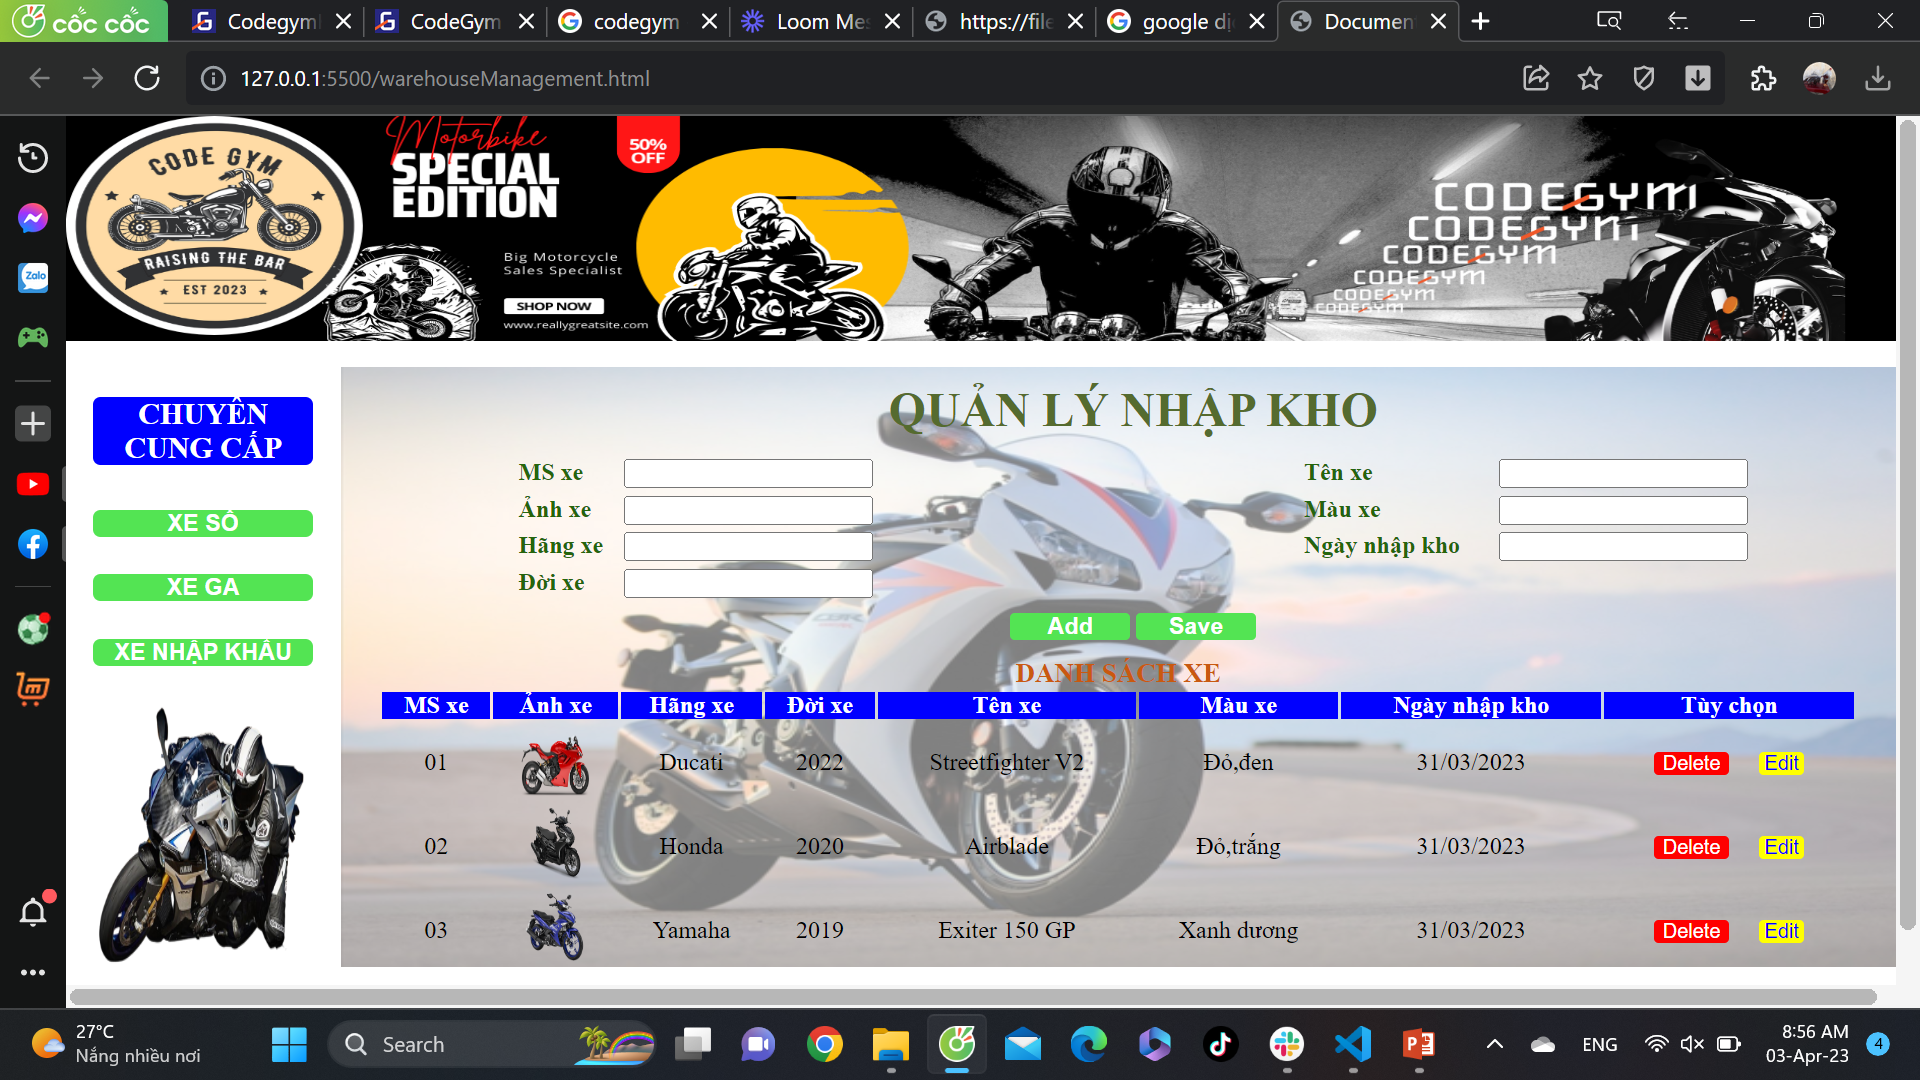 cốc cốc
Codegym
CodeGym
codegym
Loom Mes
https://file
google dị
Documen
127.0.0.1:5500/warehouseManagement.html
CODE GYM
RAISING THE BAR
EST 2023
Motorbike
SPECIAL
EDITION
50%
OFF
Big Motorcycle
Sales Specialist
SHOP NOW
www.reallygreatsite.com
CODEGYM
CODEGYM
CODEGYM
CODEGYM
CODEGYM
CODEGYM
Zalo
CHUYÊN
CUNG CẤP
XE SỐ
XE GA
XE NHẬP KHẨU
QUẢN LÝ NHẬP KHO
MS xe
Tên xe
Ảnh xe
Màu xe
Hãng xe
Ngày nhập kho
Đời xe
Add Save
DANH SÁCH XE
MS xe Ảnh xe Hãng xe Đời xe Tên xe Màu xe Ngày nhập kho Tùy chọn
01 Ducati 2022 Streetfighter V2 Đỏ,đen 31/03/2023 Delete Edit
02 Honda 2020 Airblade Đỏ,trắng 31/03/2023 Delete Edit
03 Yamaha 2019 Exiter 150 GP Xanh dương 31/03/2023 Delete Edit
27°C
Nắng nhiều nơi
Search
ENG
8:56 AM
03-Apr-23
4